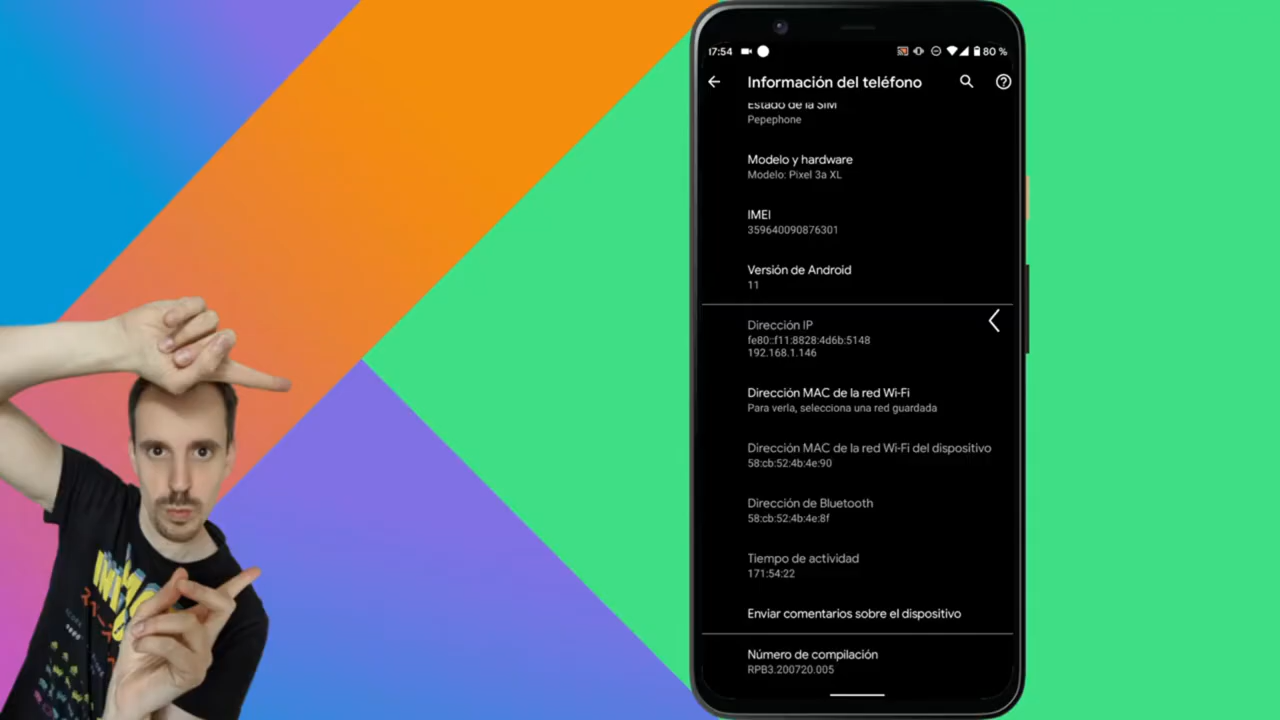 17:54
80 %
Información del teléfono
Estado de la SIM
Pepephone
Modelo y hardware
Modelo: Pixel 3a XL
IMEI
359640090876301
Versión de Android
11
Dirección IP
fe80::f11:8828:4d6b:5148
192.168.1.146
Dirección MAC de la red Wi-Fi
Para verla, selecciona una red guardada
Dirección MAC de la red Wi-Fi del dispositivo
58:cb:52:4b:4e:90
Dirección de Bluetooth
58:cb:52:4b:4e:8f
Tiempo de actividad
171:54:22
Enviar comentarios sobre el dispositivo
Número de compilación
RPB3.200720.005